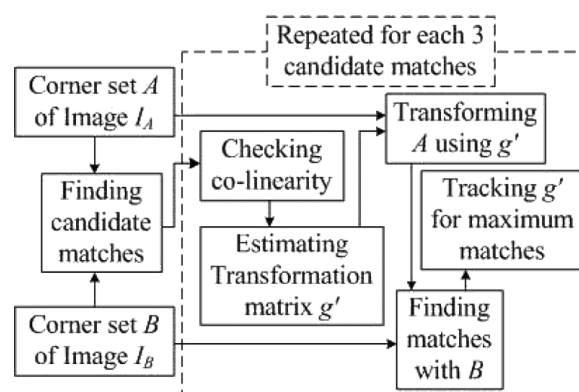 Repeated for each 3
candidate matches
Corner set A
of Image I_A
Transforming
A using g'
Checking
co-linearity
Finding
candidate
matches
Tracking g'
for maximum
matches
Estimating
Transformation
matrix g'
Corner set B
of Image I_B
Finding
matches
with B